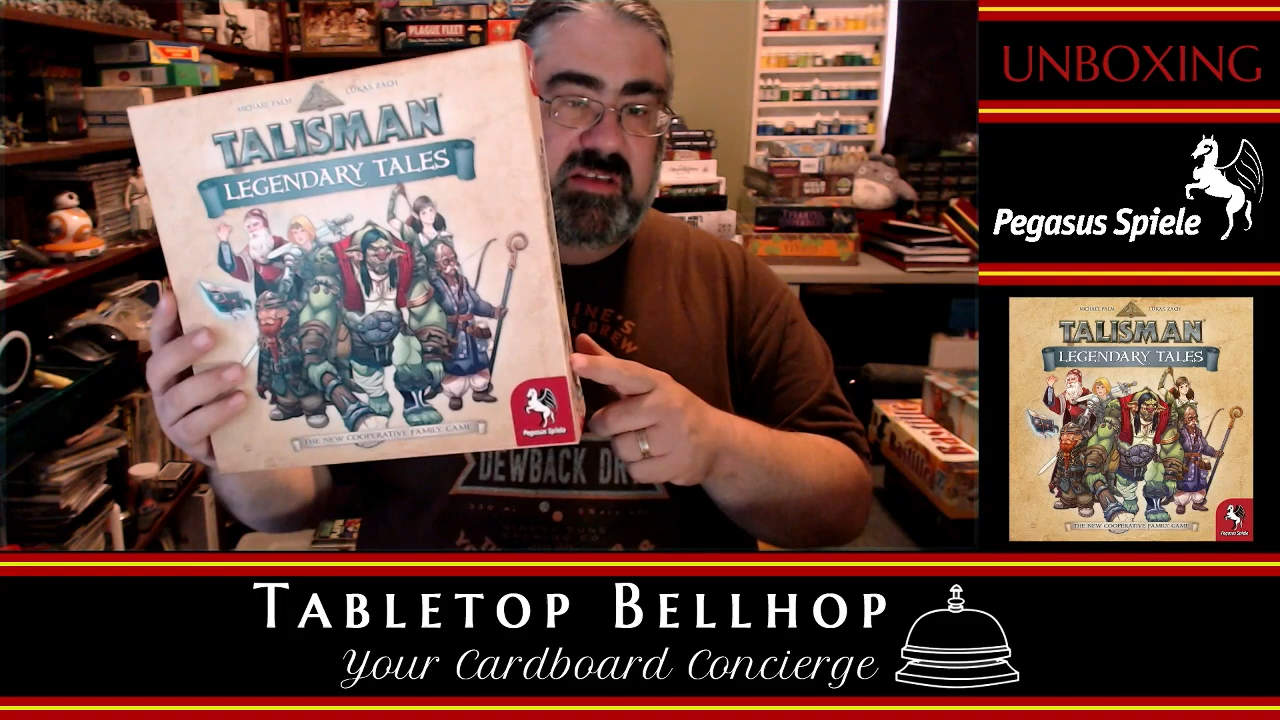 PLAGUE FLEET
MICHAEL PALM
LUKAS ZACH
TALISMAN
LEGENDARY TALES
THE NEW COOPERATIVE FAMILY GAME
Pegasus Spiele
DEWBACK
UNBOXING
Pegasus Spiele
MICHAEL PALM
LUKAS ZACH
TALISMAN
LEGENDARY TALES
THE NEW COOPERATIVE FAMILY GAME
Pegasus Spiele
TABLETOP BELLHOP
Your Cardboard Concierge